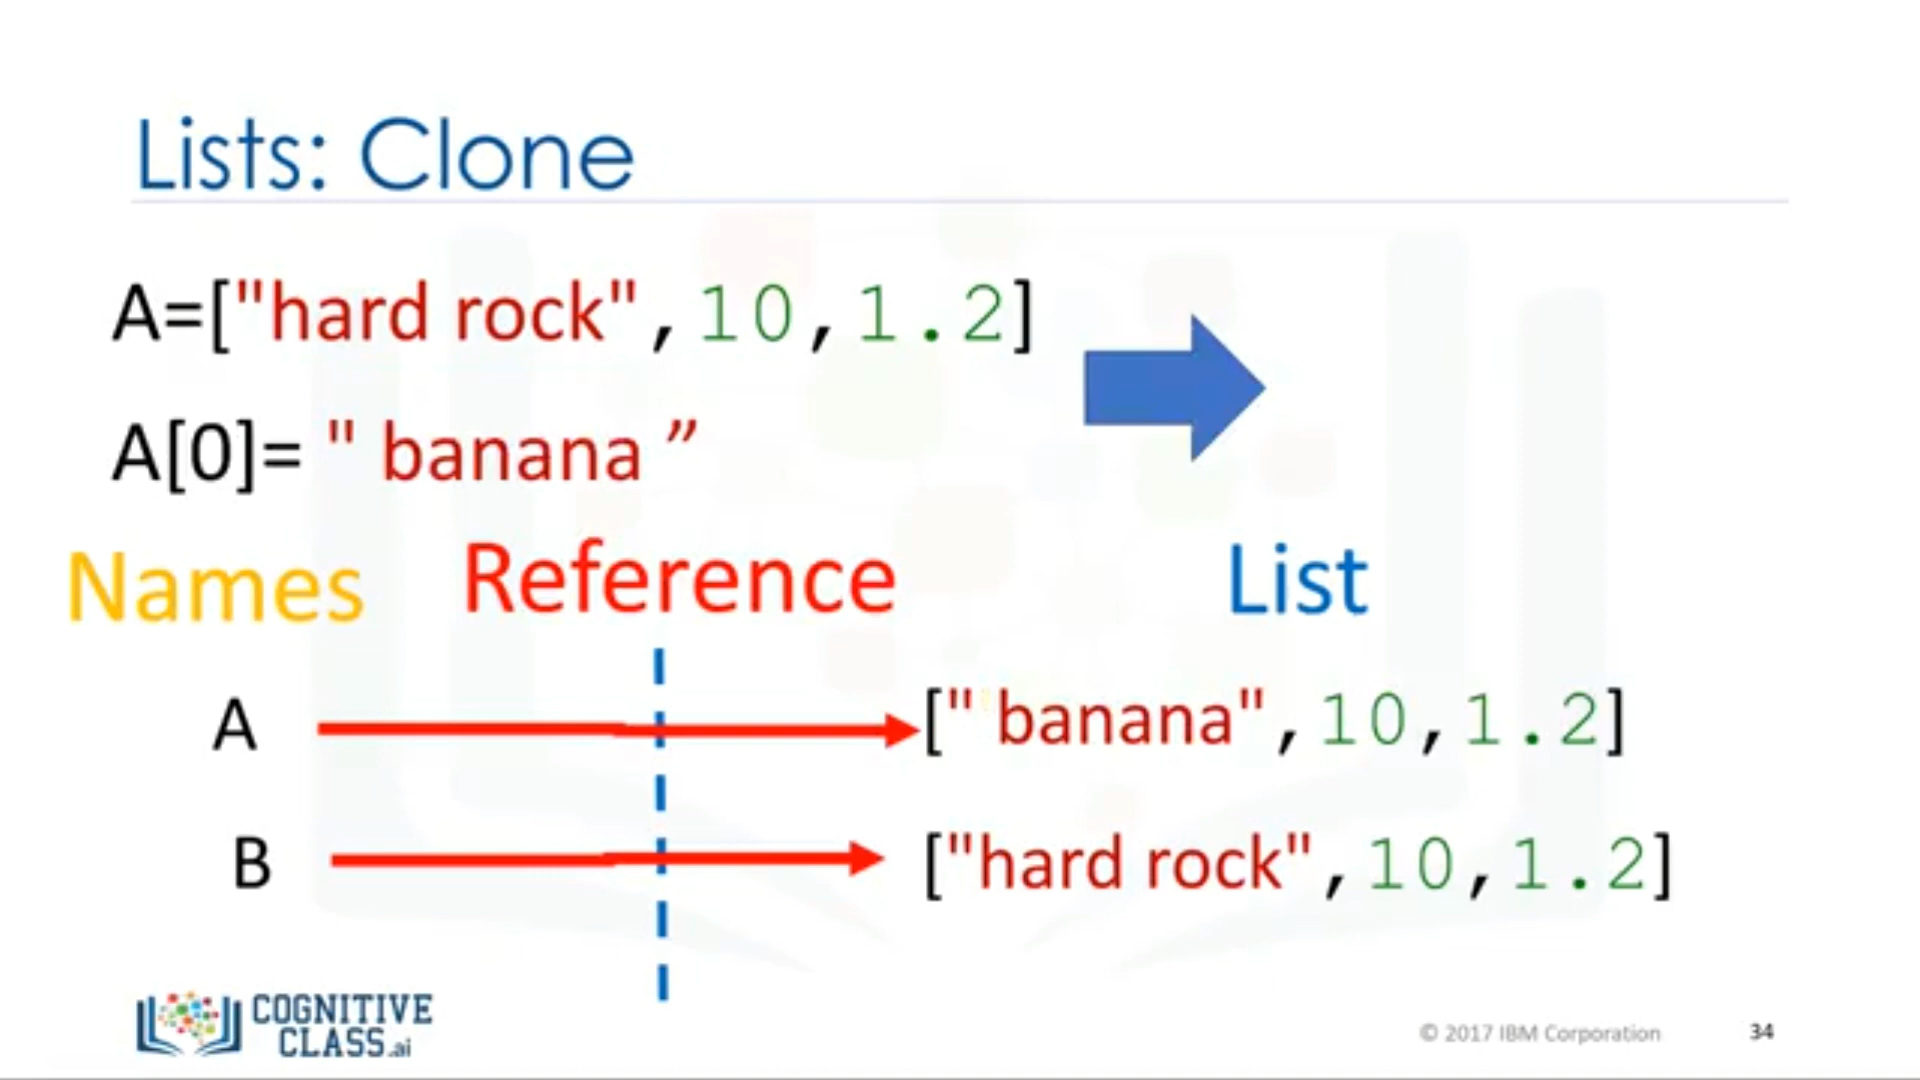 Lists: Clone
A=["hard rock",10,1.2]
A[0]= " banana ”
Names Reference List
A ["banana",10,1.2]
B ["hard rock",10,1.2]
COGNITIVE
CLASS.ai
© 2017 IBM Corporation 34